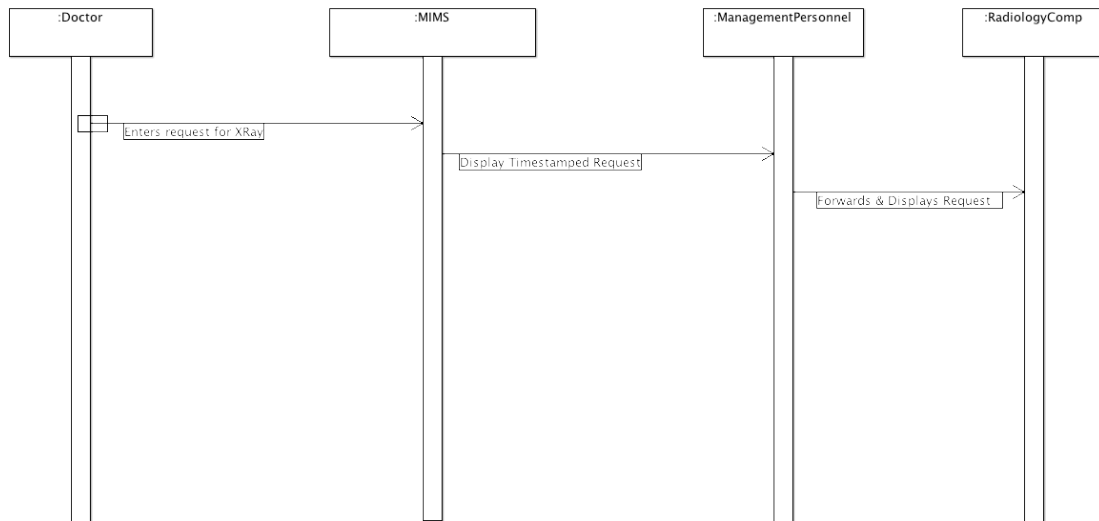 :Doctor
:MIMS
:ManagementPersonnel
:RadiologyComp
Enters request for XRay
Display Timestamped Request
Forwards & Displays Request